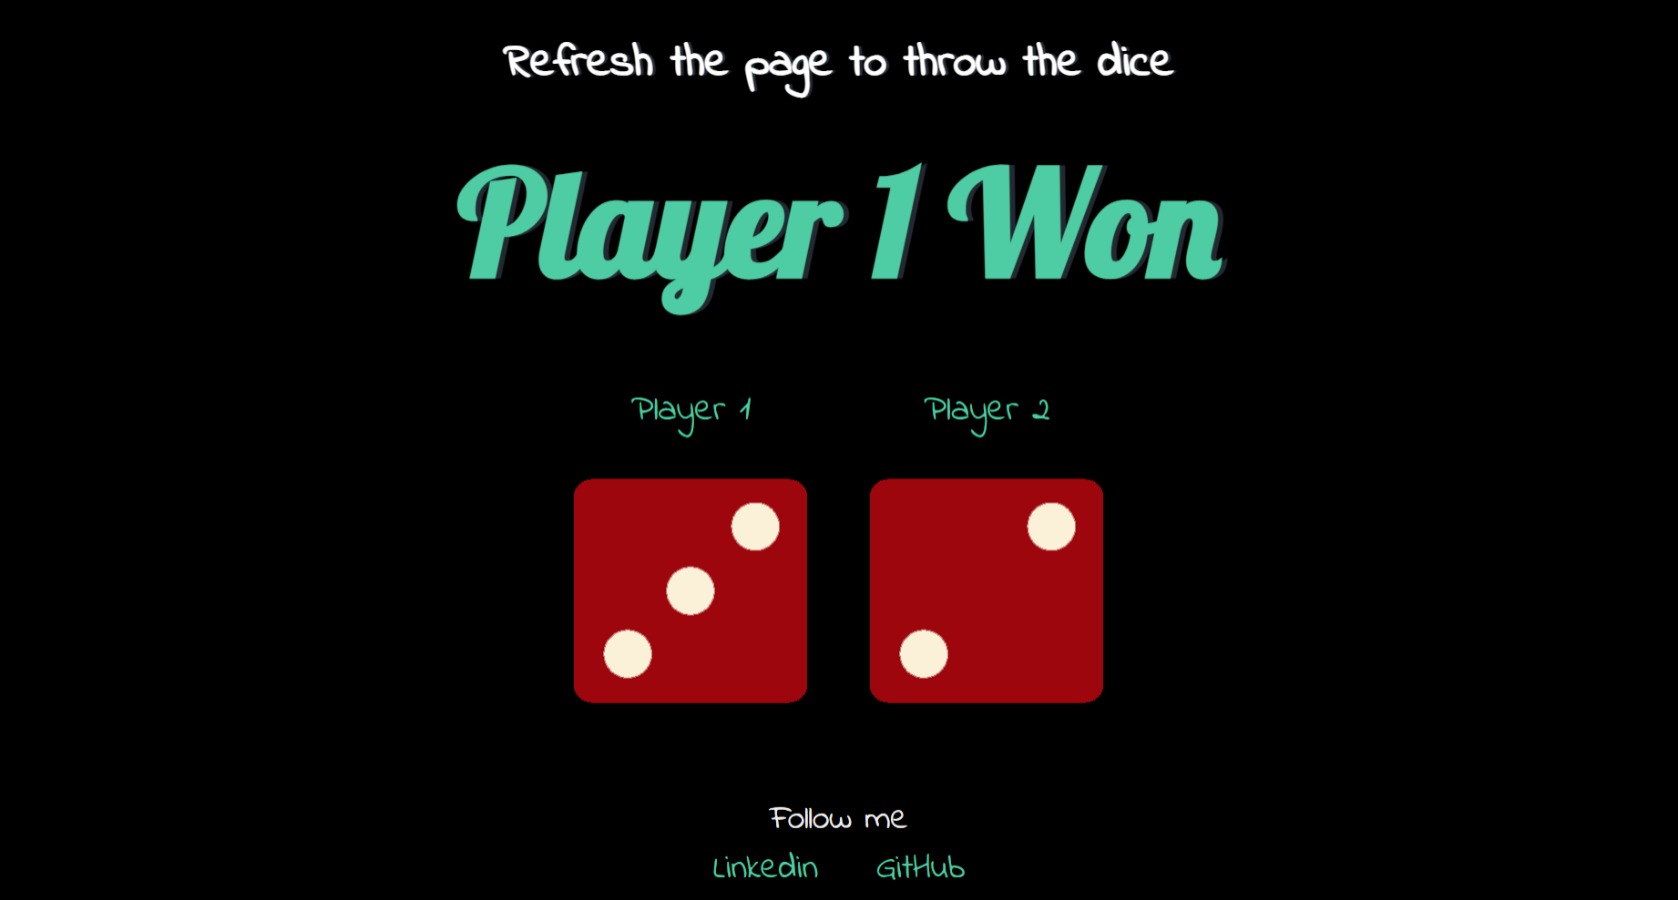 Refresh the page to throw the dice
Player 1 Won
Player 1
Player 2
Follow me
Linkedin
GitHub